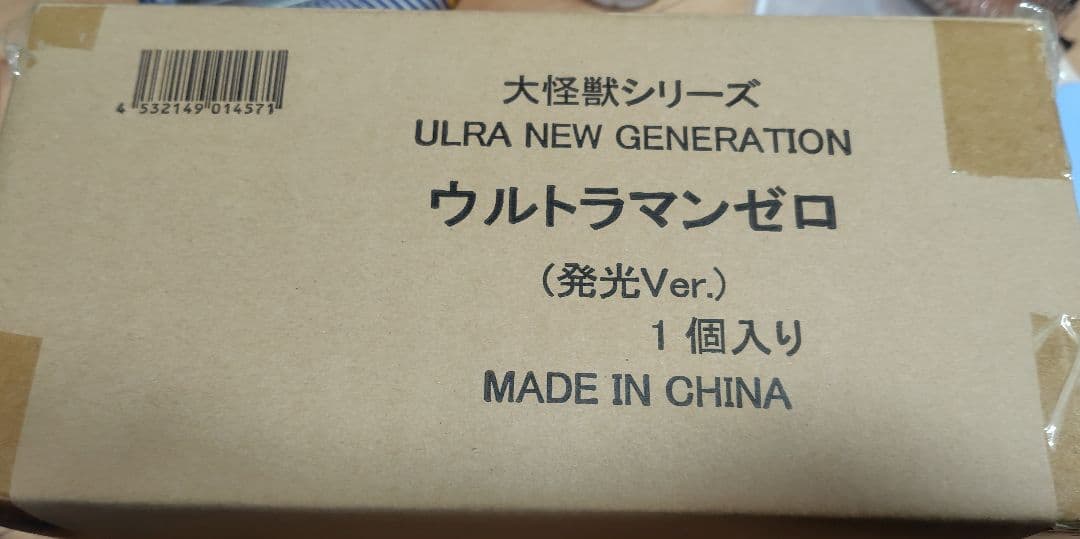 4 532149 014571
大怪獣シリーズ
ULRA NEW GENERATION
ウルトラマンゼロ
（発光Ver.）
1 個入り
MADE IN CHINA